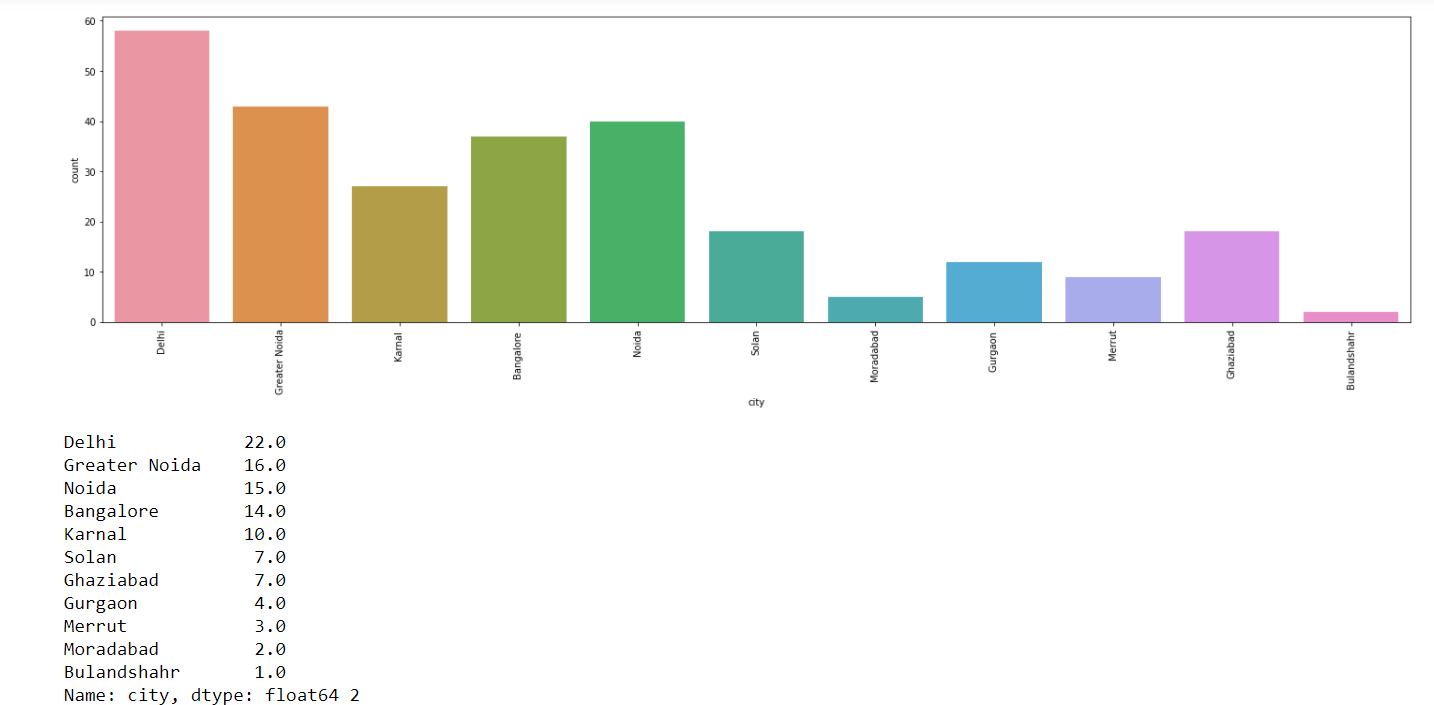 60
50
40
30
20
10
0
count
Delhi
Greater Noida
Karnal
Bangalore
Noida
Solan
Moradabad
Gurgaon
Merrut
Ghaziabad
Bulandshahr
city
Delhi 22.0
Greater Noida 16.0
Noida 15.0
Bangalore 14.0
Karnal 10.0
Solan 7.0
Ghaziabad 7.0
Gurgaon 4.0
Merrut 3.0
Moradabad 2.0
Bulandshahr 1.0
Name: city, dtype: float64 2